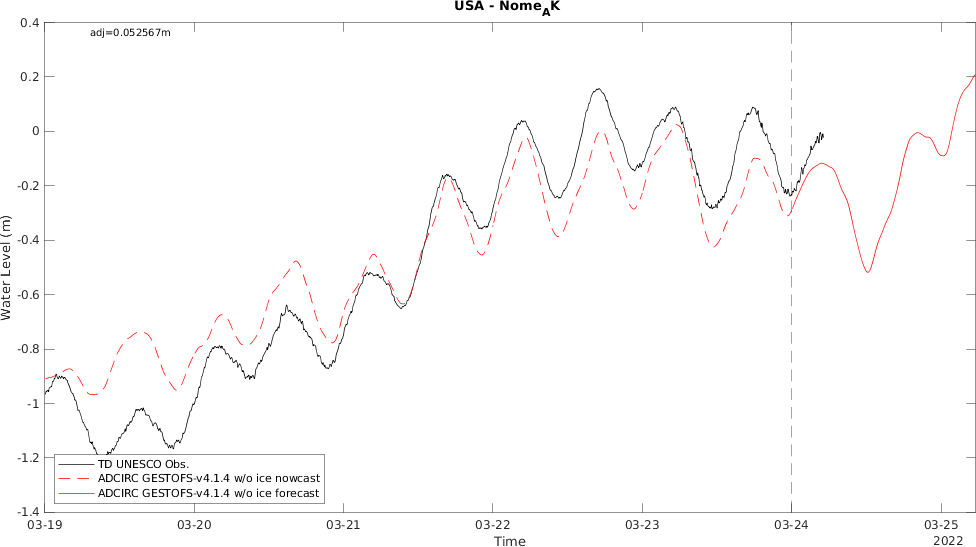 USA - Nome_AK
adj=0.052567m
0.4
0.2
0
-0.2
-0.4
-0.6
-0.8
-1
-1.2
-1.4
Water Level (m)
TD UNESCO Obs.
ADCIRC GESTOFS-v4.1.4 w/o ice nowcast
ADCIRC GESTOFS-v4.1.4 w/o ice forecast
03-19 03-20 03-21 03-22 03-23 03-24 03-25
Time
2022